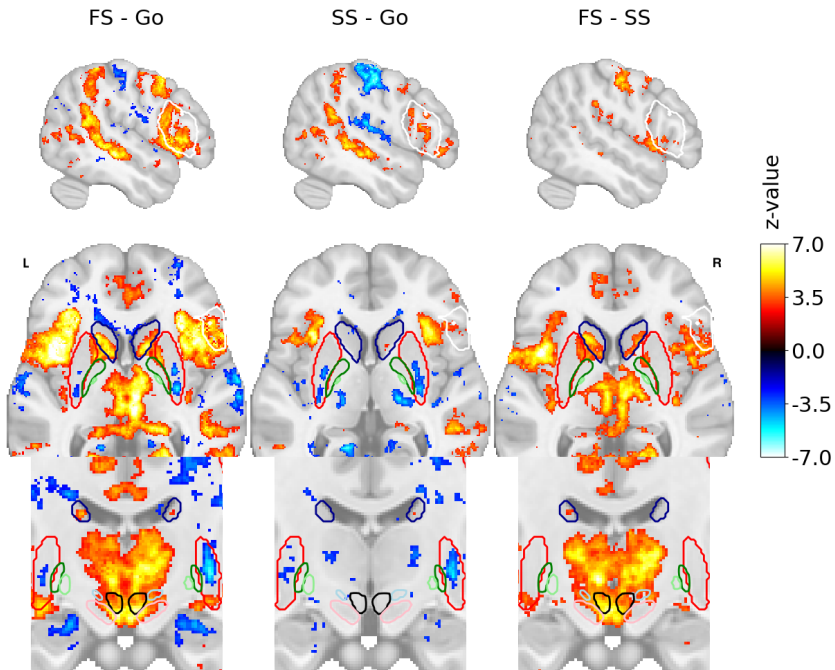 FS - Go
SS - Go
FS - SS
z-value
L
R
7.0
3.5
0.0
-3.5
-7.0